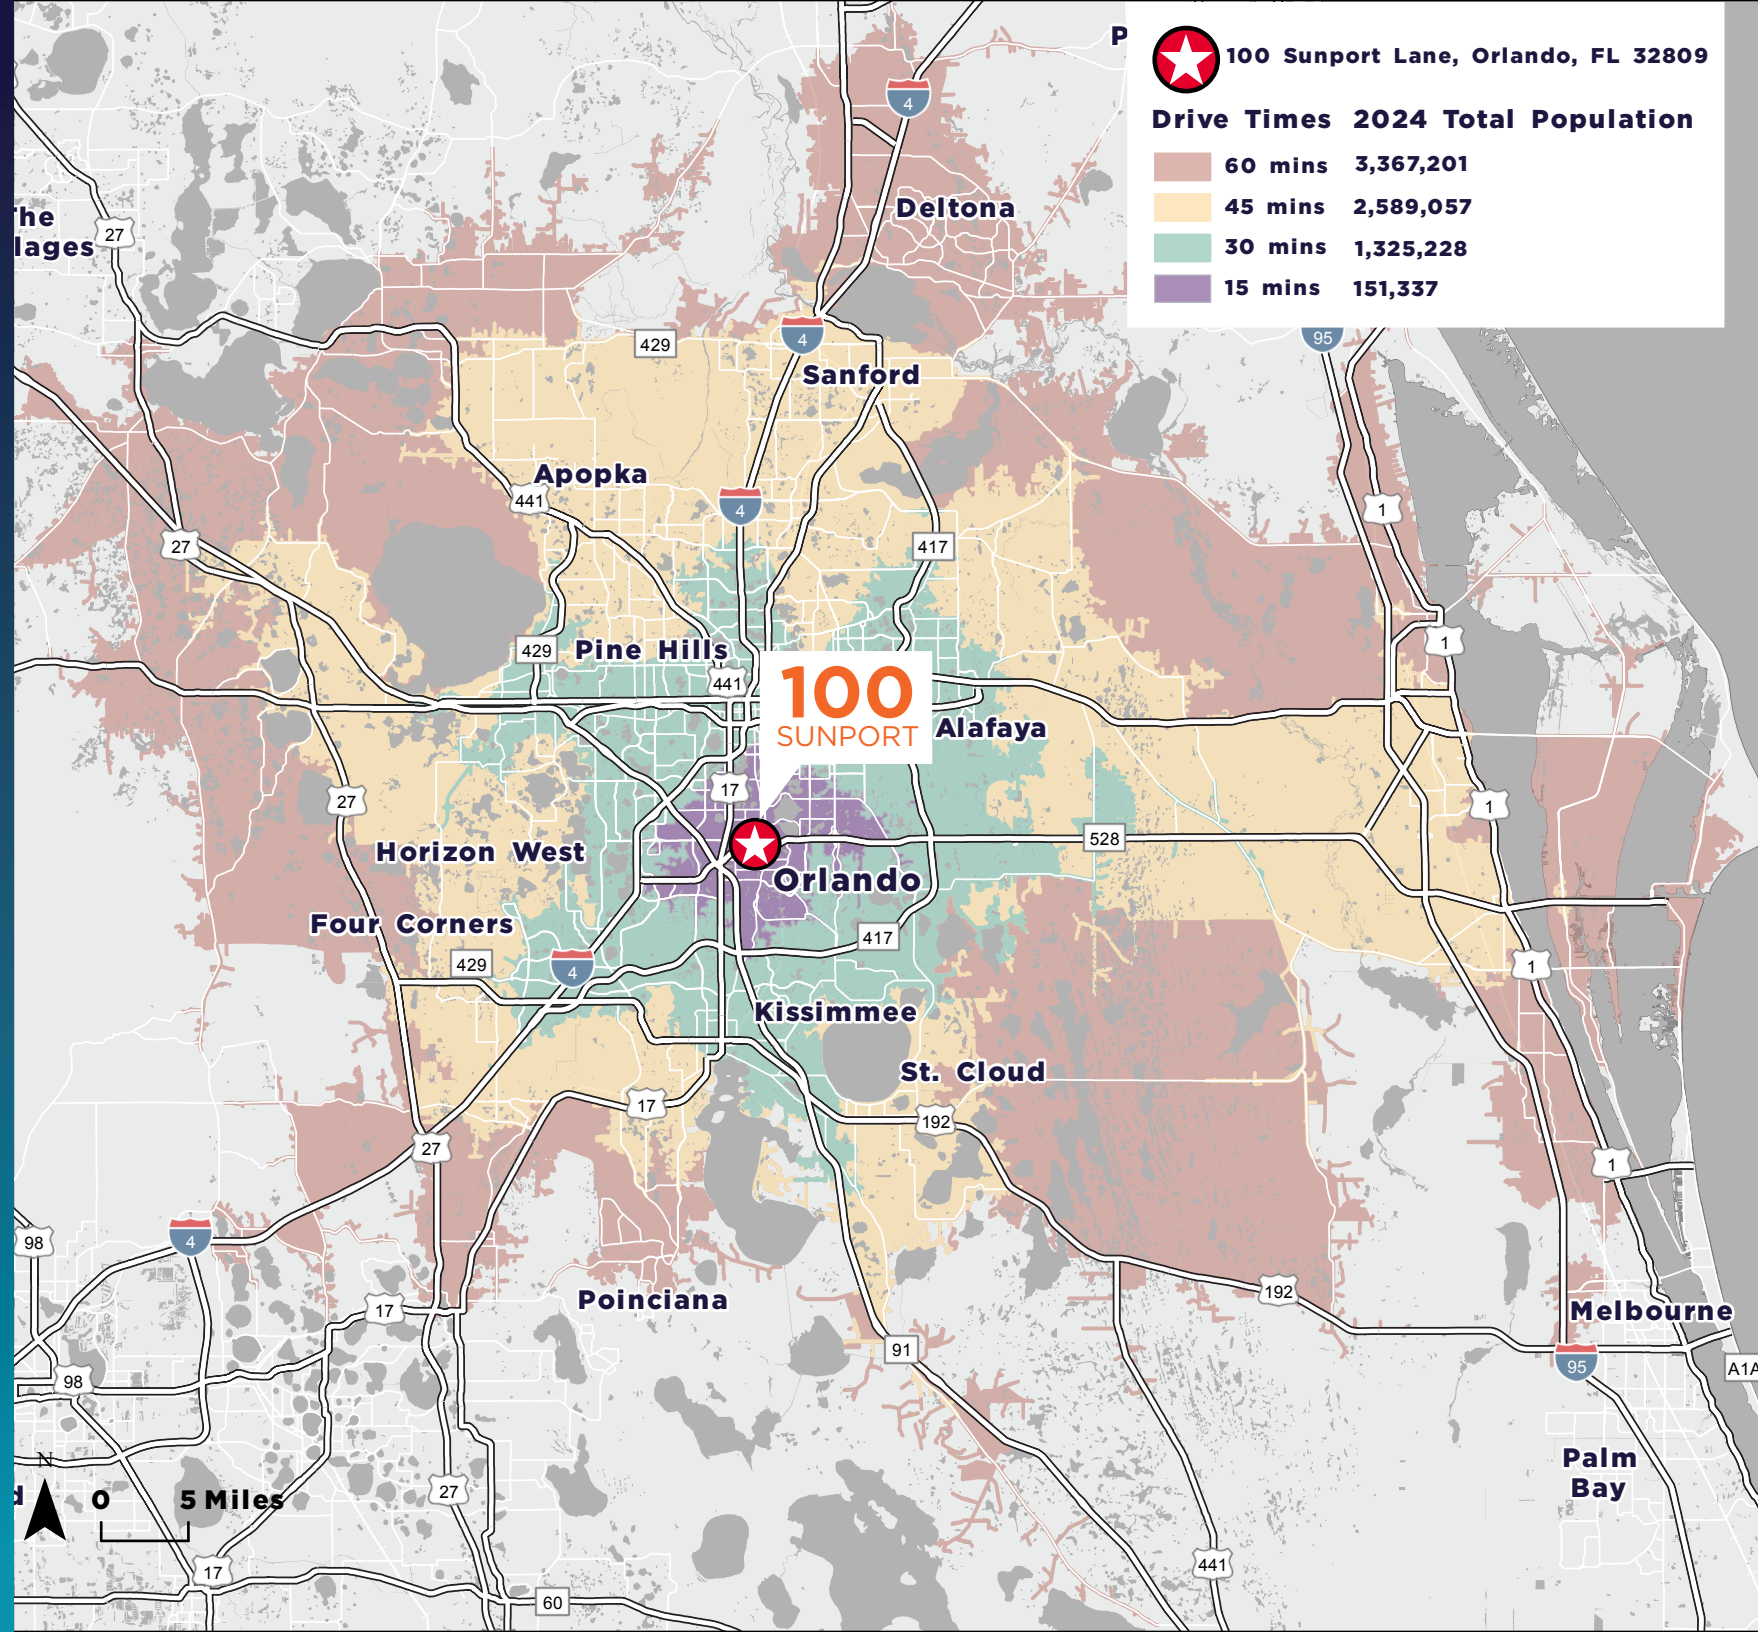 P
100 Sunport Lane, Orlando, FL 32809
Drive Times 2024 Total Population
60 mins 3,367,201
45 mins 2,589,057
30 mins 1,325,228
15 mins 151,337
4
Deltona
The
lages
27
95
429
4
Sanford
Apopka
441
4
1
27
417
429
Pine Hills
441
1
100
SUNPORT
Alafaya
17
27
1
528
Horizon West
Orlando
Four Corners
417
429
4
1
Kissimmee
St. Cloud
17
192
27
1
98
4
192
Poinciana
17
Melbourne
91
95
A1A
98
Palm
Bay
N
27
d
0 5 Miles
441
17
60